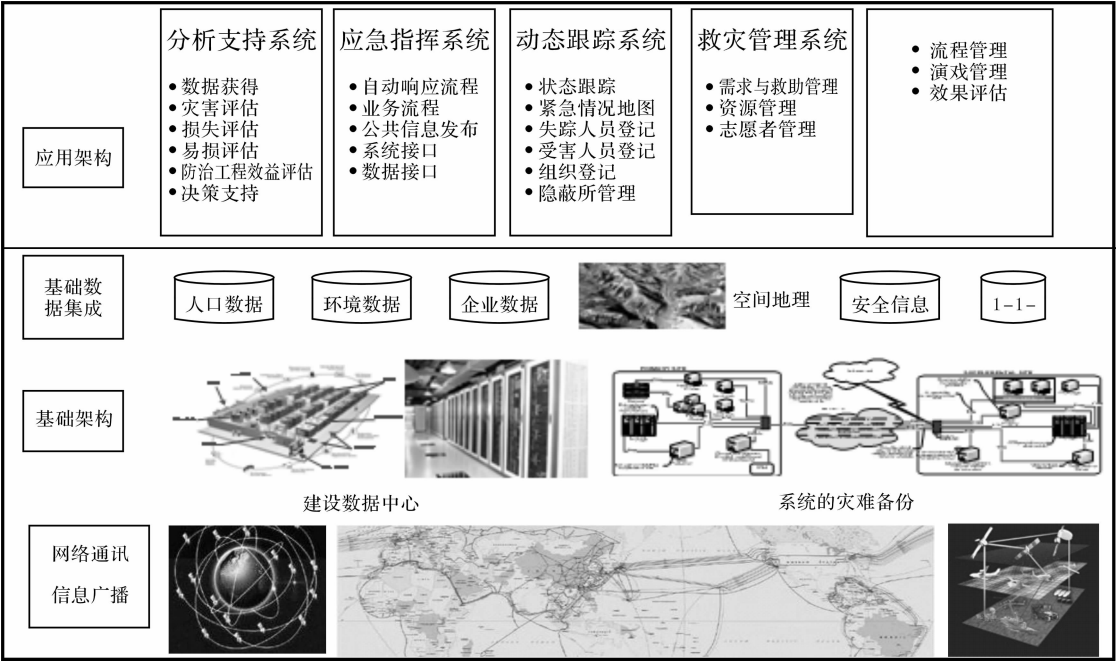 应用架构
分析支持系统
数据获得
灾害评估
损失评估
易损评估
防治工程效益评估
决策支持
应急指挥系统
自动响应流程
业务流程
公共信息发布
系统接口
数据接口
动态跟踪系统
状态跟踪
紧急情况地图
失踪人员登记
受害人员登记
组织登记
隐蔽所管理
救灾管理系统
需求与救助管理
资源管理
志愿者管理
流程管理
演戏管理
效果评估
基础数
据集成
人口数据
环境数据
企业数据
空间地理
安全信息
1-1-
基础架构
建设数据中心
系统的灾难备份
网络通讯
信息广播